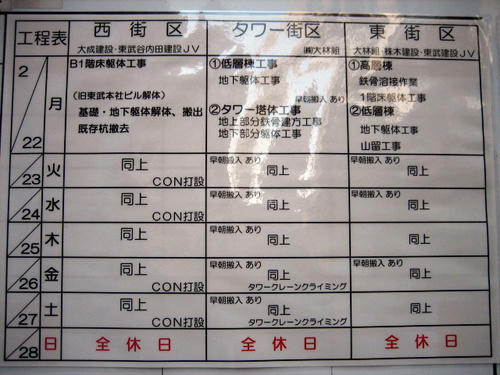 工程表 西街区 タワー街区 東街区
大成建設・東武谷内田建設JV ㈱大林組 大林組・株木建設・東武建設JV
2
月
22
B1階床躯体工事
(旧東武本社ビル解体)
基礎・地下躯体解体、搬出
既存杭撤去
①低層棟工事
地下躯体工事
早朝搬入 あり
②タワー塔体工事
地上部分鉄骨建方工事
地下部分躯体工事
①高層棟
鉄骨溶接作業
1階床躯体工事
②低層棟
地下躯体工事
山留工事
23 火
同上
CON打設
早朝搬入 あり
同上
早朝搬入 あり
同上
24 水
同上
CON打設
早朝搬入 あり
同上
早朝搬入 あり
同上
25 木
同上
早朝搬入 あり
同上
同上
26 金
同上
CON打設
早朝搬入 あり
同上
タワークレーンクライミング
早朝搬入 あり
同上
27 土
同上
CON打設
早朝搬入 あり
同上
タワークレーンクライミング
同上
28 日 全休日 全休日 全休日